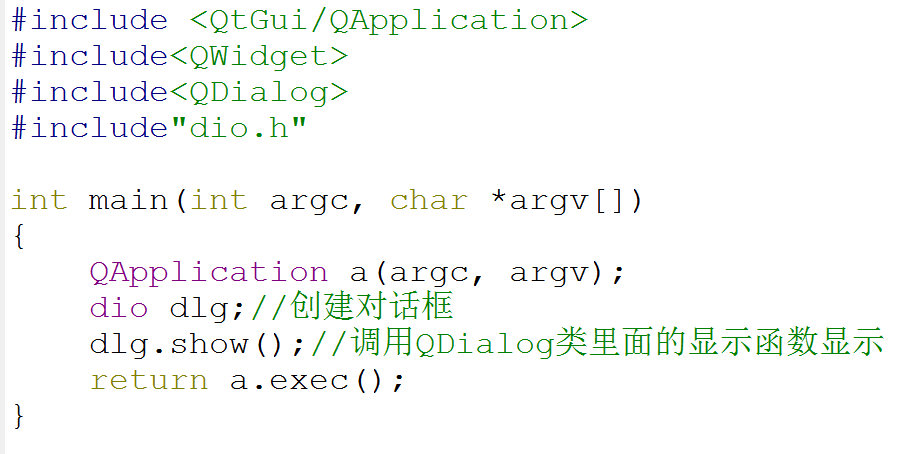 #include <QtGui/QApplication>
#include<QWidget>
#include<QDialog>
#include"dio.h"
int main(int argc, char *argv[])
{
QApplication a(argc, argv);
dio dlg;//创建对话框
dlg.show();//调用QDialog类里面的显示函数显示
return a.exec();
}